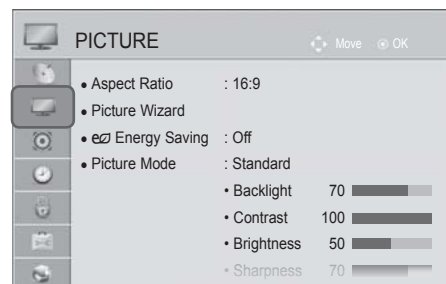 PICTURE
Move OK
• Aspect Ratio : 16:9
• Picture Wizard
• Energy Saving : Off
• Picture Mode : Standard
• Backlight 70
• Contrast 100
• Brightness 50
• Sharpness 70